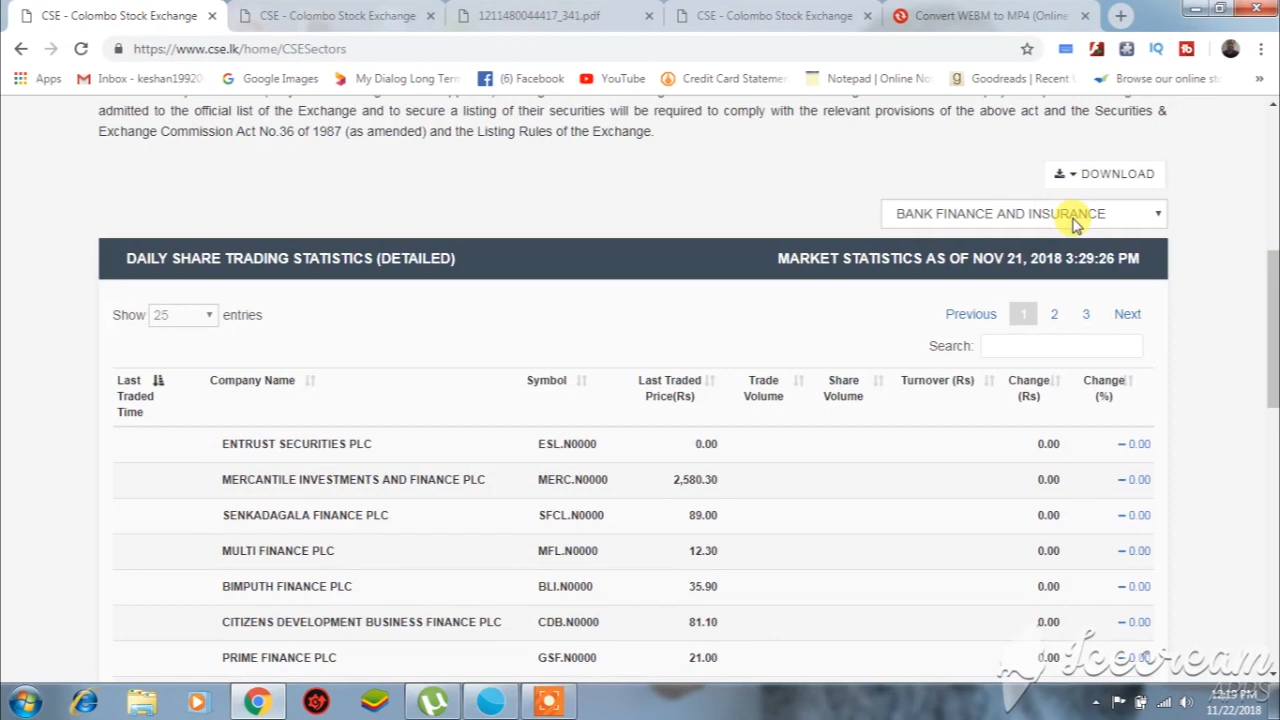 CSE - Colombo Stock Exchange
CSE - Colombo Stock Exchange
1211480044417_341.pdf
CSE - Colombo Stock Exchange
Convert WEBM to MP4 (Online
https://www.cse.lk/home/CSESectors
Apps
Inbox - keshan19920
Google Images
My Dialog Long Term
(6) Facebook
YouTube
Credit Card Statemen
Notepad | Online No
Goodreads | Recent U
Browse our online sto
admitted to the official list of the Exchange and to secure a listing of their securities will be required to comply with the relevant provisions of the above act and the Securities &
Exchange Commission Act No.36 of 1987 (as amended) and the Listing Rules of the Exchange.
DOWNLOAD
BANK FINANCE AND INSURANCE
DAILY SHARE TRADING STATISTICS (DETAILED) MARKET STATISTICS AS OF NOV 21, 2018 3:29:26 PM
Show 25 entries
Previous 1 2 3 Next
Search:
Last Traded Time Company Name Symbol Last Traded Price(Rs) Trade Volume Share Volume Turnover (Rs) Change (Rs) Change (%)
ENTRUST SECURITIES PLC ESL.N0000 0.00 0.00 – 0.00
MERCANTILE INVESTMENTS AND FINANCE PLC MERC.N0000 2,580.30 0.00 – 0.00
SENKADAGALA FINANCE PLC SFCL.N0000 89.00 0.00 – 0.00
MULTI FINANCE PLC MFL.N0000 12.30 0.00 – 0.00
BIMPUTH FINANCE PLC BLI.N0000 35.90 0.00 – 0.00
CITIZENS DEVELOPMENT BUSINESS FINANCE PLC CDB.N0000 81.10 0.00 – 0.00
PRIME FINANCE PLC GSF.N0000 21.00 0.00 – 0.00
Icecream
APPS
12:19 PM
11/22/2018